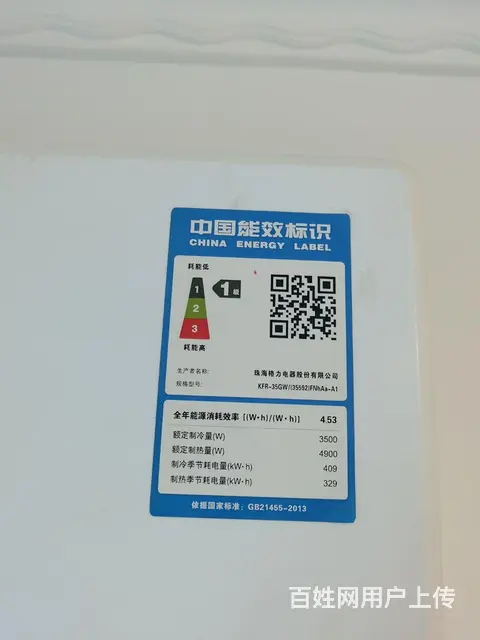 中国能效标识
CHINA ENERGY LABEL
耗能低
1
1级
2
3
耗能高
生产者名称:
珠海格力电器股份有限公司
规格型号:
KFR-35GW/(35592)FNhAa-A1
全年能源消耗效率 [(W·h)/(W·h)] 4.53
额定制冷量(W) 3500
额定制热量(W) 4900
制冷季节耗电量(kW·h) 409
制热季节耗电量(kW·h) 329
依据国家标准: GB21455-2013
百姓网用户上传